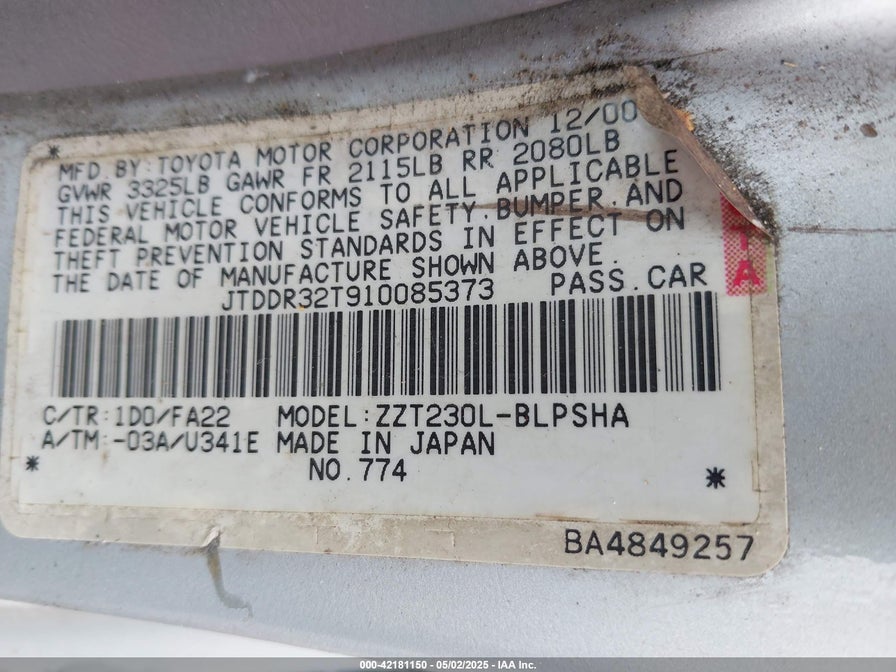 MFD.BY:TOYOTA MOTOR CORPORATION 12/00
GVWR 3325LB GAWR FR 2115LB RR 2080LB
THIS VEHICLE CONFORMS TO ALL APPLICABLE
FEDERAL MOTOR VEHICLE SAFETY, BUMPER, AND
THEFT PREVENTION STANDARDS IN EFFECT ON
THE DATE OF MANUFACTURE SHOWN ABOVE.
JTDDR32T910085373 PASS.CAR
C/TR:1D0/FA22 MODEL:ZZT230L-BLPSHA
A/TM:-03A/U341E MADE IN JAPAN
* NO.774 *
BA4849257
TA
000-42181150 - 05/02/2025 - IAA Inc.